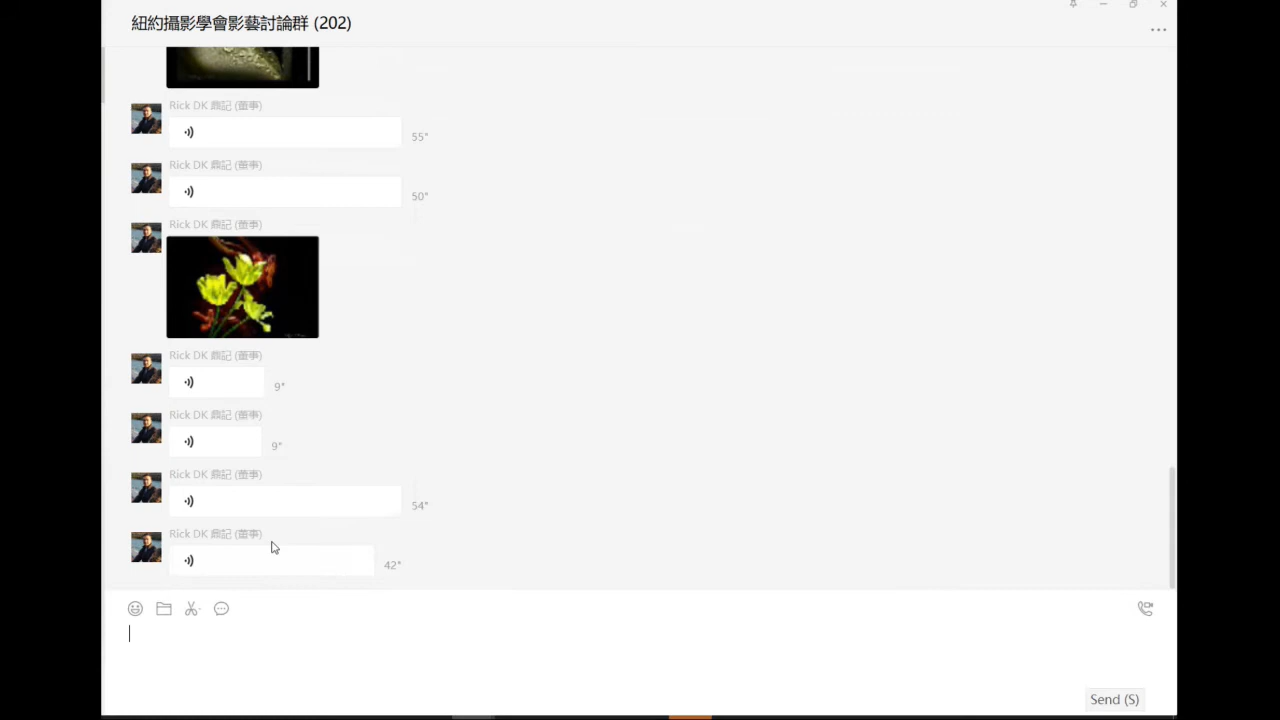 紐約攝影學會影藝討論群 (202)
Rick DK 鼎記 (董事)
55"
Rick DK 鼎記 (董事)
50"
Rick DK 鼎記 (董事)
Rick DK 鼎記 (董事)
9"
Rick DK 鼎記 (董事)
9"
Rick DK 鼎記 (董事)
54"
Rick DK 鼎記 (董事)
42"
Send (S)